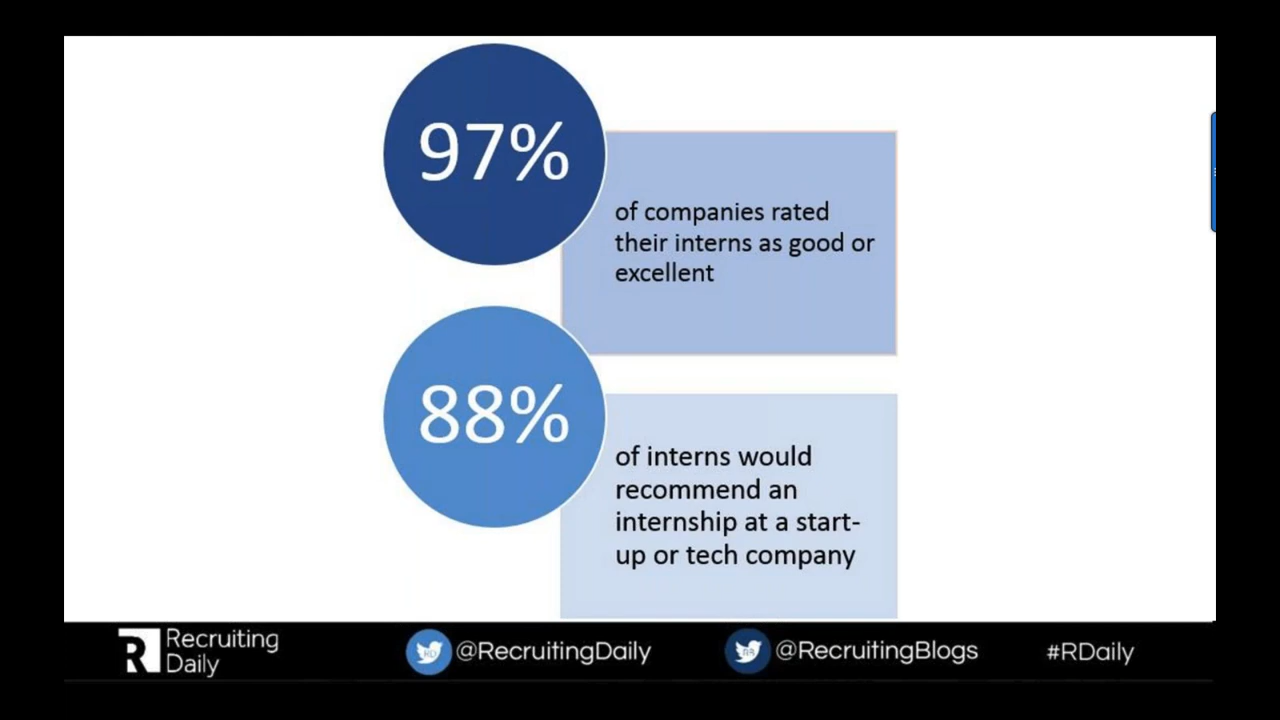 97%
of companies rated
their interns as good or
excellent
88%
of interns would
recommend an
internship at a start-
up or tech company
Recruiting
Daily
@RecruitingDaily
@RecruitingBlogs
#RDaily